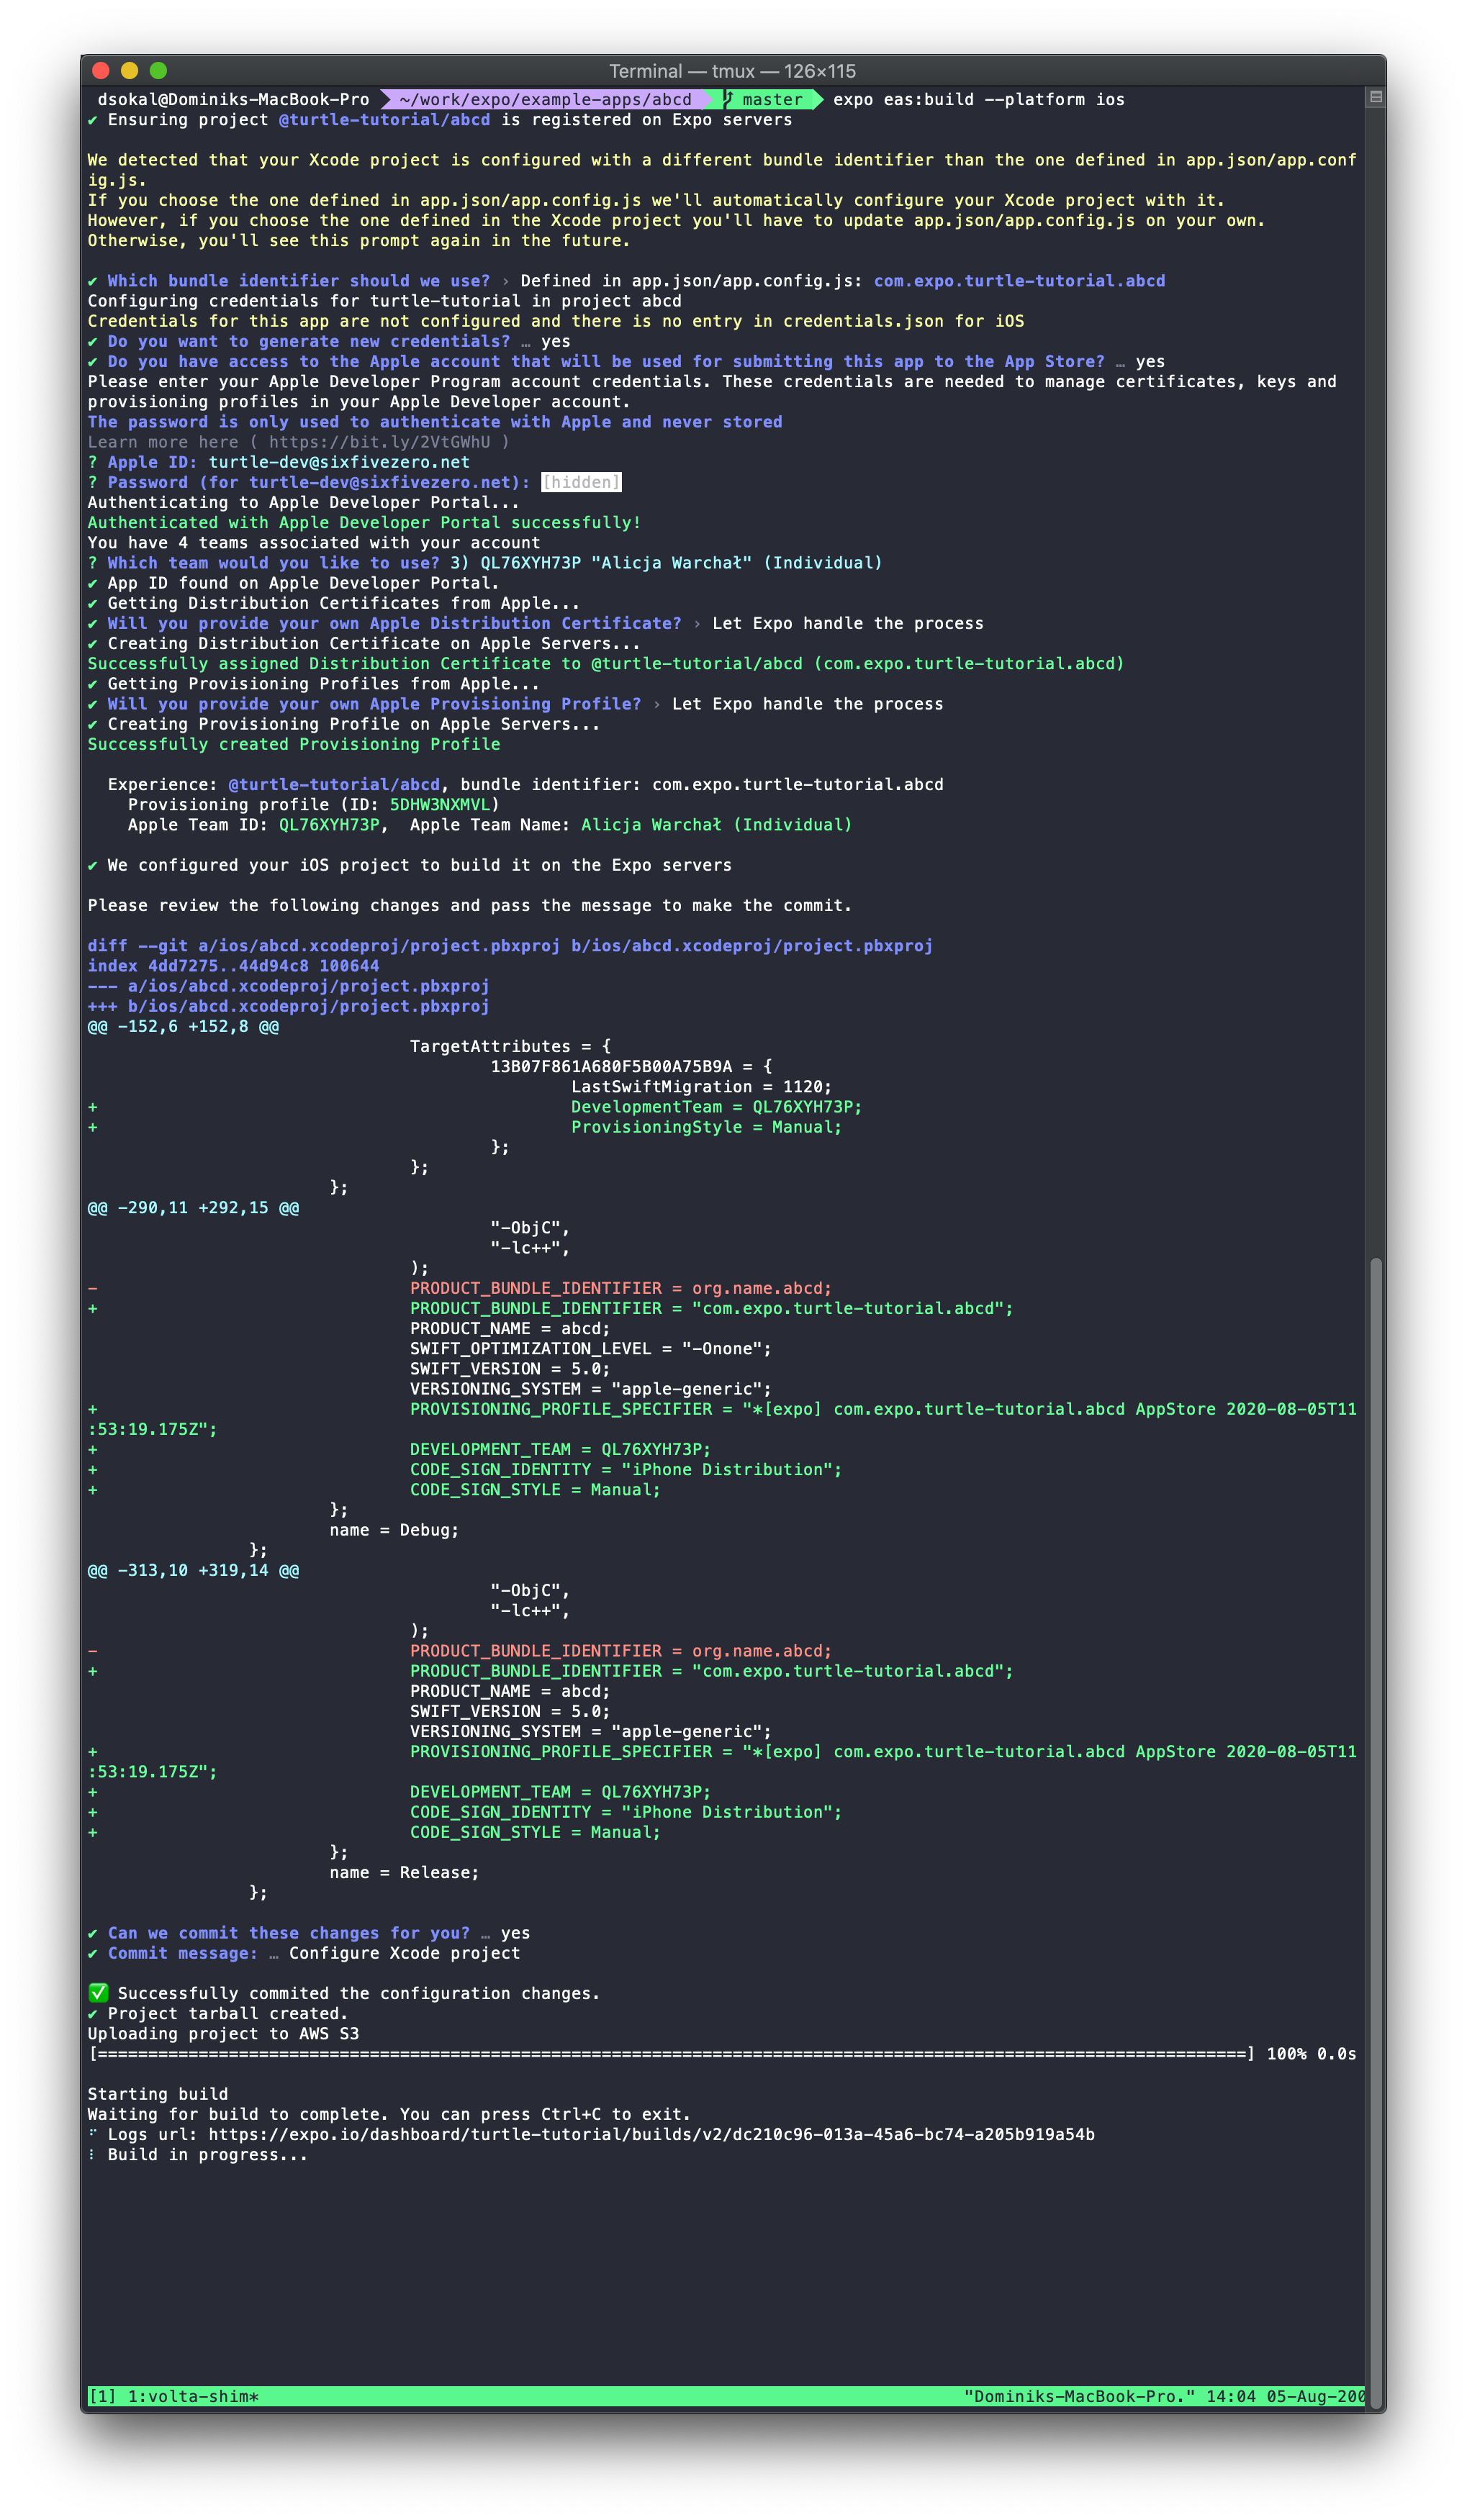 Terminal — tmux — 126×115
dsokal@Dominiks-MacBook-Pro ~/work/expo/example-apps/abcd master expo eas:build --platform ios
✔ Ensuring project @turtle-tutorial/abcd is registered on Expo servers
We detected that your Xcode project is configured with a different bundle identifier than the one defined in app.json/app.conf
ig.js.
If you choose the one defined in app.json/app.config.js we'll automatically configure your Xcode project with it.
However, if you choose the one defined in the Xcode project you'll have to update app.json/app.config.js on your own.
Otherwise, you'll see this prompt again in the future.
✔ Which bundle identifier should we use? › Defined in app.json/app.config.js: com.expo.turtle-tutorial.abcd
Configuring credentials for turtle-tutorial in project abcd
Credentials for this app are not configured and there is no entry in credentials.json for iOS
✔ Do you want to generate new credentials? … yes
✔ Do you have access to the Apple account that will be used for submitting this app to the App Store? … yes
Please enter your Apple Developer Program account credentials. These credentials are needed to manage certificates, keys and
provisioning profiles in your Apple Developer account.
The password is only used to authenticate with Apple and never stored
Learn more here ( https://bit.ly/2VtGWhU )
? Apple ID: turtle-dev@sixfivezero.net
? Password (for turtle-dev@sixfivezero.net): [hidden]
Authenticating to Apple Developer Portal...
Authenticated with Apple Developer Portal successfully!
You have 4 teams associated with your account
? Which team would you like to use? 3) QL76XYH73P "Alicja Warchał" (Individual)
✔ App ID found on Apple Developer Portal.
✔ Getting Distribution Certificates from Apple...
✔ Will you provide your own Apple Distribution Certificate? › Let Expo handle the process
✔ Creating Distribution Certificate on Apple Servers...
Successfully assigned Distribution Certificate to @turtle-tutorial/abcd (com.expo.turtle-tutorial.abcd)
✔ Getting Provisioning Profiles from Apple...
✔ Will you provide your own Apple Provisioning Profile? › Let Expo handle the process
✔ Creating Provisioning Profile on Apple Servers...
Successfully created Provisioning Profile
Experience: @turtle-tutorial/abcd, bundle identifier: com.expo.turtle-tutorial.abcd
Provisioning profile (ID: 5DHW3NXMVL)
Apple Team ID: QL76XYH73P,  Apple Team Name: Alicja Warchał (Individual)
✔ We configured your iOS project to build it on the Expo servers
Please review the following changes and pass the message to make the commit.
diff --git a/ios/abcd.xcodeproj/project.pbxproj b/ios/abcd.xcodeproj/project.pbxproj
index 4dd7275..44d94c8 100644
--- a/ios/abcd.xcodeproj/project.pbxproj
+++ b/ios/abcd.xcodeproj/project.pbxproj
@@ -152,6 +152,8 @@
TargetAttributes = {
13B07F861A680F5B00A75B9A = {
LastSwiftMigration = 1120;
+ DevelopmentTeam = QL76XYH73P;
+ ProvisioningStyle = Manual;
};
};
};
@@ -290,11 +292,15 @@
"-ObjC",
"-lc++",
);
- PRODUCT_BUNDLE_IDENTIFIER = org.name.abcd;
+ PRODUCT_BUNDLE_IDENTIFIER = "com.expo.turtle-tutorial.abcd";
PRODUCT_NAME = abcd;
SWIFT_OPTIMIZATION_LEVEL = "-Onone";
SWIFT_VERSION = 5.0;
VERSIONING_SYSTEM = "apple-generic";
+ PROVISIONING_PROFILE_SPECIFIER = "*[expo] com.expo.turtle-tutorial.abcd AppStore 2020-08-05T11
:53:19.175Z";
+ DEVELOPMENT_TEAM = QL76XYH73P;
+ CODE_SIGN_IDENTITY = "iPhone Distribution";
+ CODE_SIGN_STYLE = Manual;
};
name = Debug;
};
@@ -313,10 +319,14 @@
"-ObjC",
"-lc++",
);
- PRODUCT_BUNDLE_IDENTIFIER = org.name.abcd;
+ PRODUCT_BUNDLE_IDENTIFIER = "com.expo.turtle-tutorial.abcd";
PRODUCT_NAME = abcd;
SWIFT_VERSION = 5.0;
VERSIONING_SYSTEM = "apple-generic";
+ PROVISIONING_PROFILE_SPECIFIER = "*[expo] com.expo.turtle-tutorial.abcd AppStore 2020-08-05T11
:53:19.175Z";
+ DEVELOPMENT_TEAM = QL76XYH73P;
+ CODE_SIGN_IDENTITY = "iPhone Distribution";
+ CODE_SIGN_STYLE = Manual;
};
name = Release;
};
✔ Can we commit these changes for you? … yes
✔ Commit message: … Configure Xcode project
✅ Successfully commited the configuration changes.
✔ Project tarball created.
Uploading project to AWS S3
[==================================================================================================================] 100% 0.0s
Starting build
Waiting for build to complete. You can press Ctrl+C to exit.
Logs url: https://expo.io/dashboard/turtle-tutorial/builds/v2/dc210c96-013a-45a6-bc74-a205b919a54b
Build in progress...
[1] 1:volta-shim* "Dominiks-MacBook-Pro." 14:04 05-Aug-200